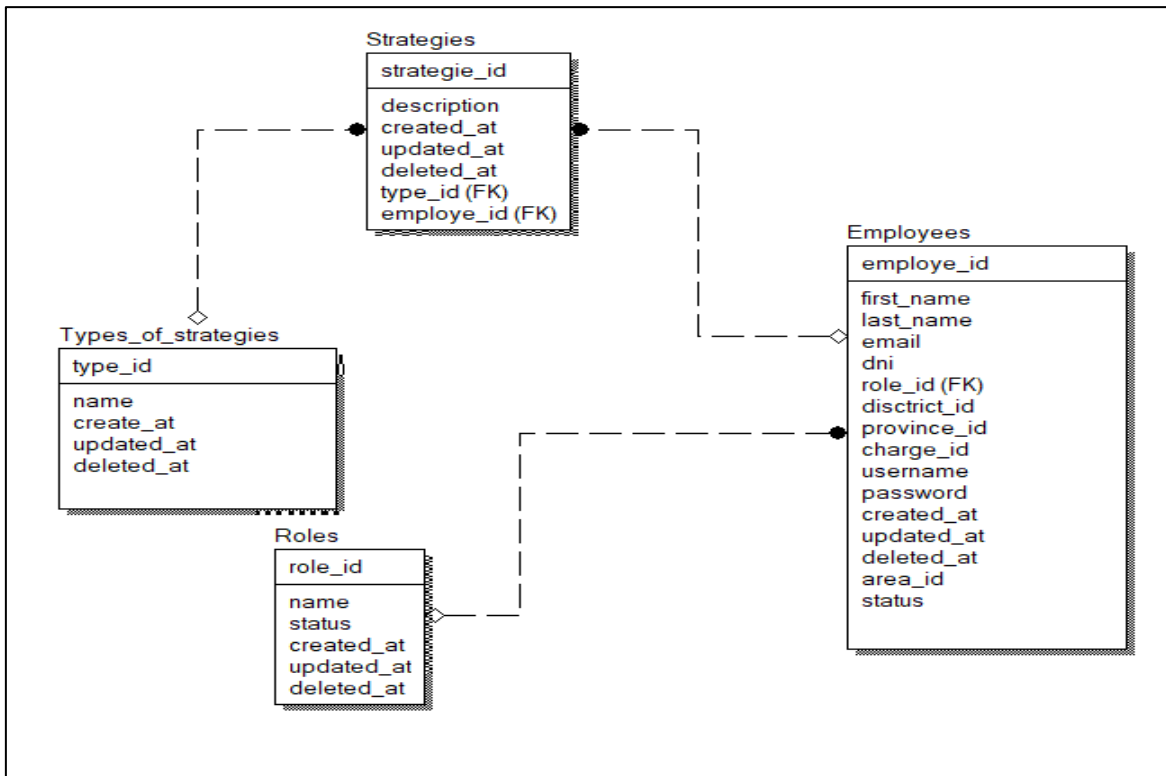 Strategies
strategie_id
description
created_at
updated_at
deleted_at
type_id (FK)
employe_id (FK)
Employees
employe_id
first_name
last_name
email
dni
role_id (FK)
disctrict_id
province_id
charge_id
username
password
created_at
updated_at
deleted_at
area_id
status
Types_of_strategies
type_id
name
create_at
updated_at
deleted_at
Roles
role_id
name
status
created_at
updated_at
deleted_at